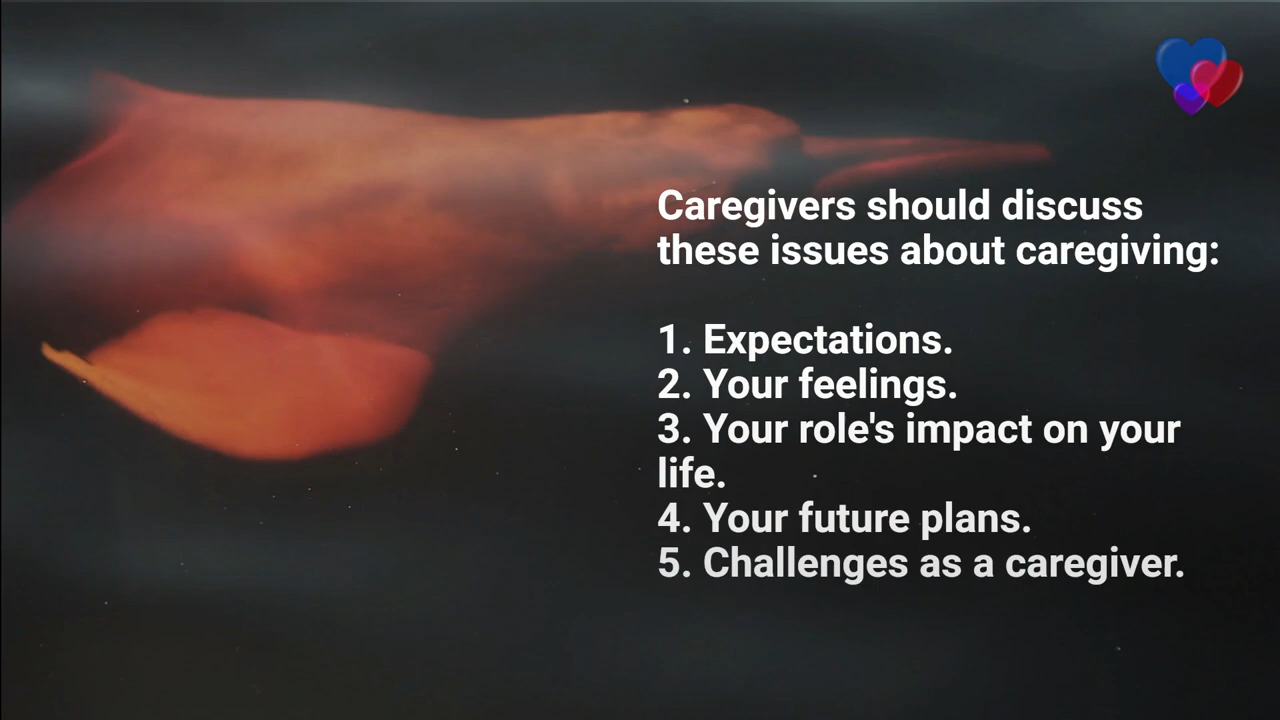 Caregivers should discuss
these issues about caregiving:
1. Expectations.
2. Your feelings.
3. Your role's impact on your
life.
4. Your future plans.
5. Challenges as a caregiver.